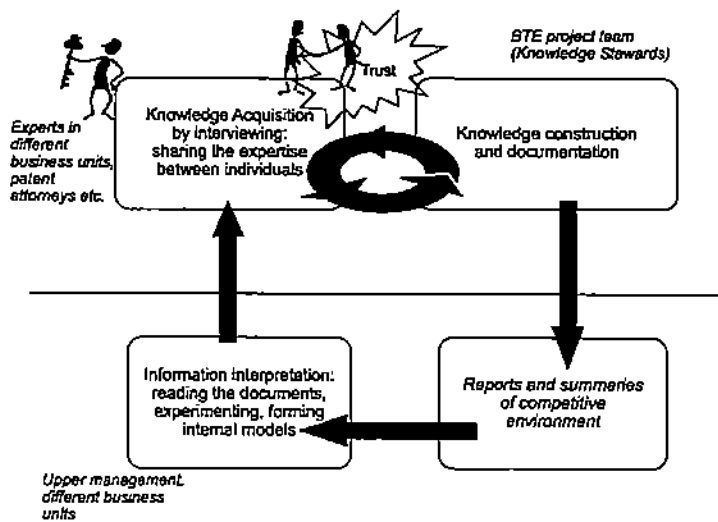 BTE project team
(Knowledge Stewards)
Trust
Experts in
different
business units,
patent
attorneys etc.
Knowledge Acquisition
by interviewing:
sharing the expertise
between individuals
Knowledge construction
and documentation
Information interpretation:
reading the documents,
experimenting, forming
internal models
Reports and summaries
of competitive
environment
Upper management,
different business
units